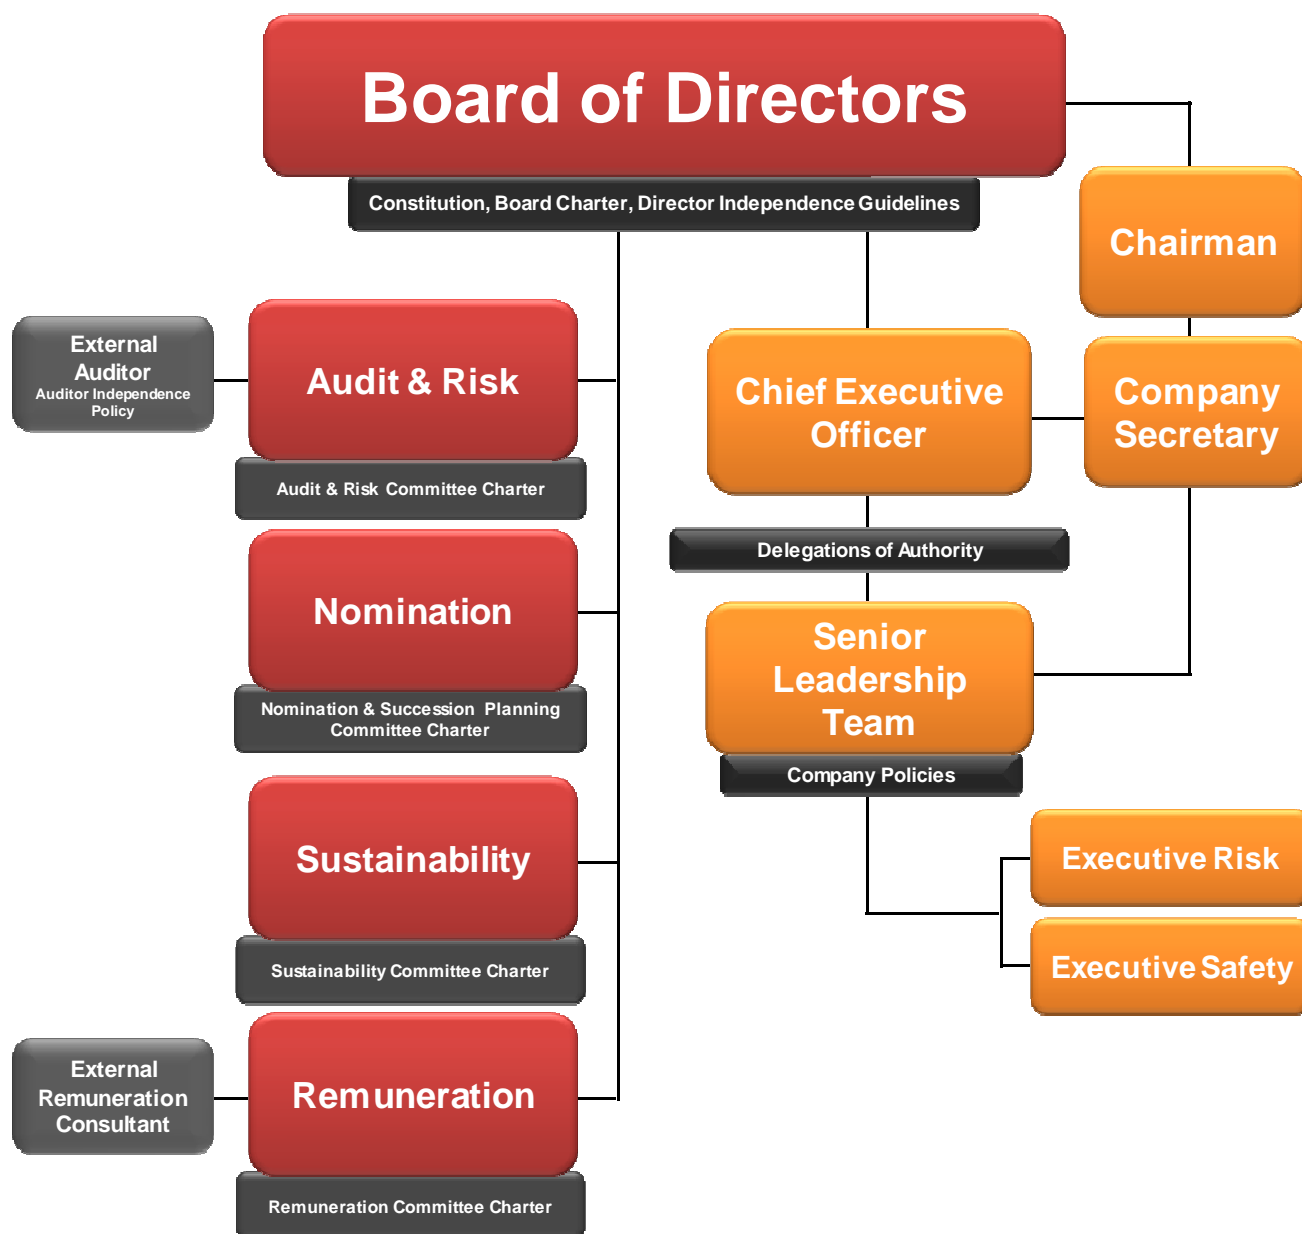 Board of Directors
Constitution, Board Charter, Director Independence Guidelines
Chairman
External
Auditor
Auditor Independence
Policy
Audit & Risk
Audit & Risk Committee Charter
Chief Executive
Officer
Company
Secretary
Delegations of Authority
Nomination
Nomination & Succession Planning
Committee Charter
Senior
Leadership
Team
Company Policies
Sustainability
Sustainability Committee Charter
Executive Risk
Executive Safety
External
Remuneration
Consultant
Remuneration
Remuneration Committee Charter